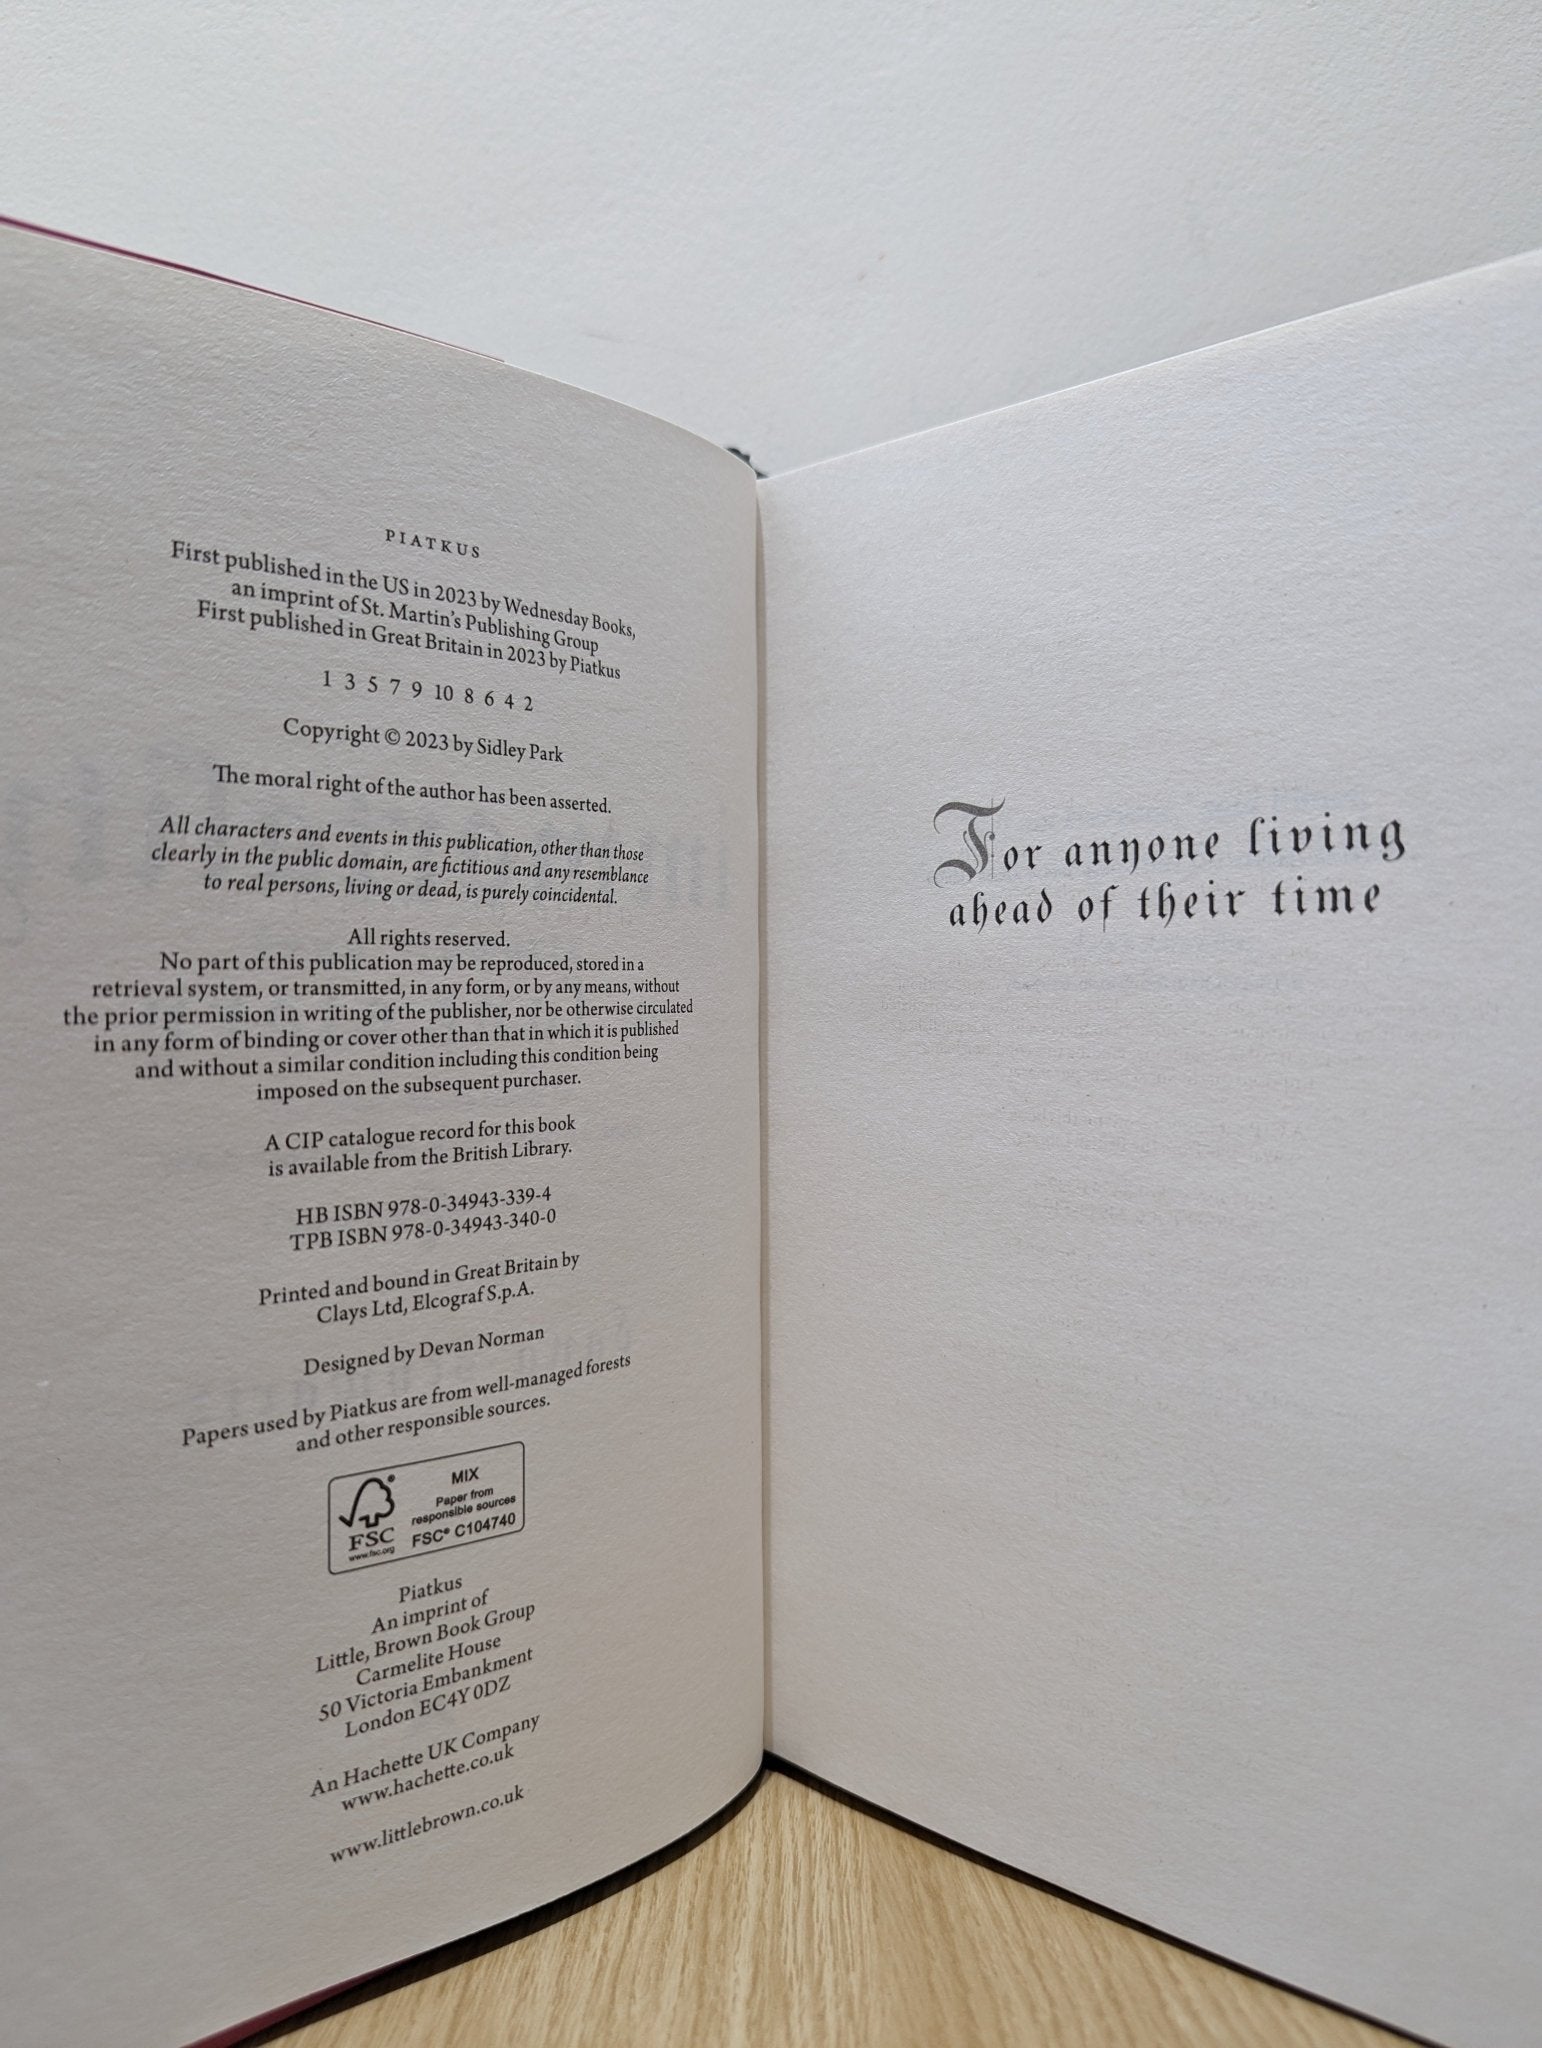 PIATKUS
First published in the US in 2023 by Wednesday Books,
an imprint of St. Martin's Publishing Group
First published in Great Britain in 2023 by Piatkus
1 3 5 7 9 10 8 6 4 2
Copyright © 2023 by Sidley Park
The moral right of the author has been asserted.
All characters and events in this publication, other than those
clearly in the public domain, are fictitious and any resemblance
to real persons, living or dead, is purely coincidental.
All rights reserved.
No part of this publication may be reproduced, stored in a
retrieval system, or transmitted, in any form, or by any means, without
the prior permission in writing of the publisher, nor be otherwise circulated
in any form of binding or cover other than that in which it is published
and without a similar condition including this condition being
imposed on the subsequent purchaser.
A CIP catalogue record for this book
is available from the British Library.
HB ISBN 978-0-34943-339-4
TPB ISBN 978-0-34943-340-0
Printed and bound in Great Britain by
Clays Ltd, Elcograf S.p.A.
Designed by Devan Norman
Papers used by Piatkus are from well-managed forests
and other responsible sources.
FSC
www.fsc.org
MIX
Paper from
responsible sources
FSC® C104740
Piatkus
An imprint of
Little, Brown Book Group
Carmelite House
50 Victoria Embankment
London EC4Y 0DZ
An Hachette UK Company
www.hachette.co.uk
www.littlebrown.co.uk
For anyone living
ahead of their time